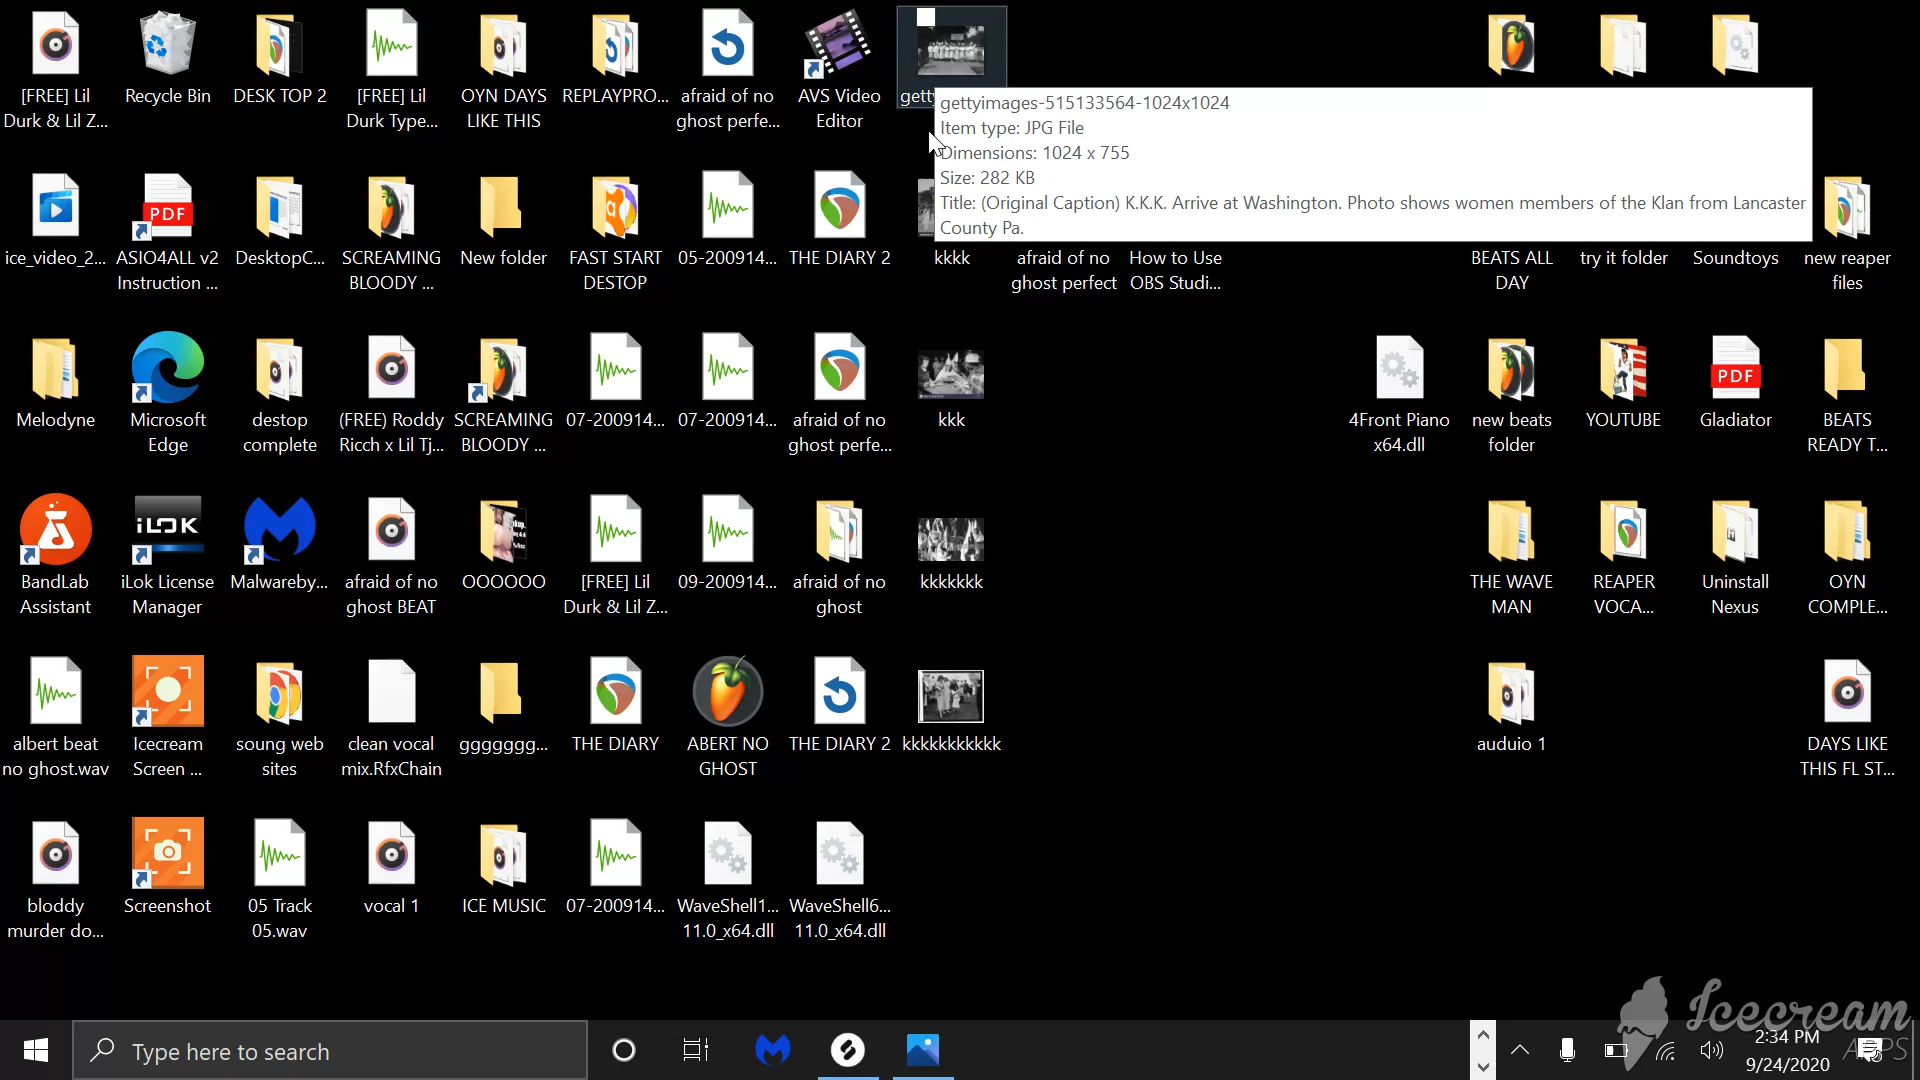 [FREE] Lil
Durk & Lil Z...
Recycle Bin
DESK TOP 2
[FREE] Lil
Durk Type...
OYN DAYS
LIKE THIS
REPLAYPRO...
afraid of no
ghost perfe...
AVS Video
Editor
gett
gettyimages-515133564-1024x1024
Item type: JPG File
Dimensions: 1024 x 755
Size: 282 KB
Title: (Original Caption) K.K.K. Arrive at Washington. Photo shows women members of the Klan from Lancaster
County Pa.
ice_video_2...
PDF
ASIO4ALL v2
Instruction ...
DesktopC...
SCREAMING
BLOODY ...
New folder
FAST START
DESTOP
05-200914...
THE DIARY 2
kkkk
afraid of no
ghost perfect
How to Use
OBS Studi...
BEATS ALL
DAY
try it folder
Soundtoys
new reaper
files
Melodyne
Microsoft
Edge
destop
complete
(FREE) Roddy
Ricch x Lil Tj...
SCREAMING
BLOODY ...
07-200914...
07-200914...
afraid of no
ghost perfe...
kkk
4Front Piano
x64.dll
new beats
folder
YOUTUBE
PDF
Gladiator
BEATS
READY T...
BandLab
Assistant
iLOK
iLok License
Manager
Malwareby...
afraid of no
ghost BEAT
OOOOOO
[FREE] Lil
Durk & Lil Z...
09-200914...
afraid of no
ghost
kkkkkkk
THE WAVE
MAN
REAPER
VOCA...
Uninstall
Nexus
OYN
COMPLE...
albert beat
no ghost.wav
Icecream
Screen ...
soung web
sites
clean vocal
mix.RfxChain
ggggggg...
THE DIARY
ABERT NO
GHOST
THE DIARY 2
kkkkkkkkkkk
auduio 1
DAYS LIKE
THIS FL ST...
bloddy
murder do...
Screenshot
05 Track
05.wav
vocal 1
ICE MUSIC
07-200914...
WaveShell1...
11.0_x64.dll
WaveShell6...
11.0_x64.dll
Icecream
APPS
Type here to search
2:34 PM
9/24/2020